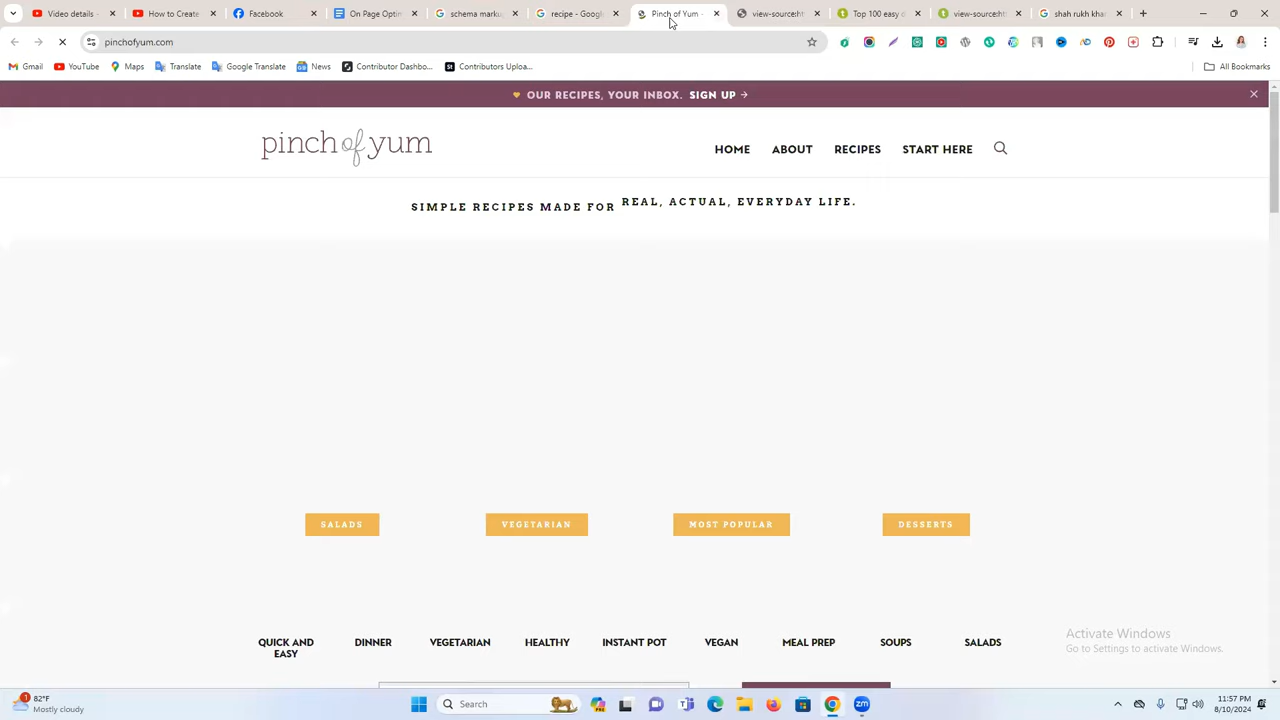 Video details
How to Create
Facebook
On Page Optin
schema marku
recipe - Googl
Pinch of Yum -
view-source:ht
Top 100 easy d
view-source:ht
shah rukh khan
pinchofyum.com
Gmail
YouTube
Maps
Translate
Google Translate
News
Contributor Dashbo...
Contributors Uploa...
All Bookmarks
OUR RECIPES, YOUR INBOX. SIGN UP →
pinch of yum
HOME
ABOUT
RECIPES
START HERE
SIMPLE RECIPES MADE FOR REAL, ACTUAL, EVERYDAY LIFE.
SALADS
VEGETARIAN
MOST POPULAR
DESSERTS
QUICK AND
EASY
DINNER
VEGETARIAN
HEALTHY
INSTANT POT
VEGAN
MEAL PREP
SOUPS
SALADS
Activate Windows
Go to Settings to activate Windows.
1
82°F
Mostly cloudy
Search
11:57 PM
8/10/2024